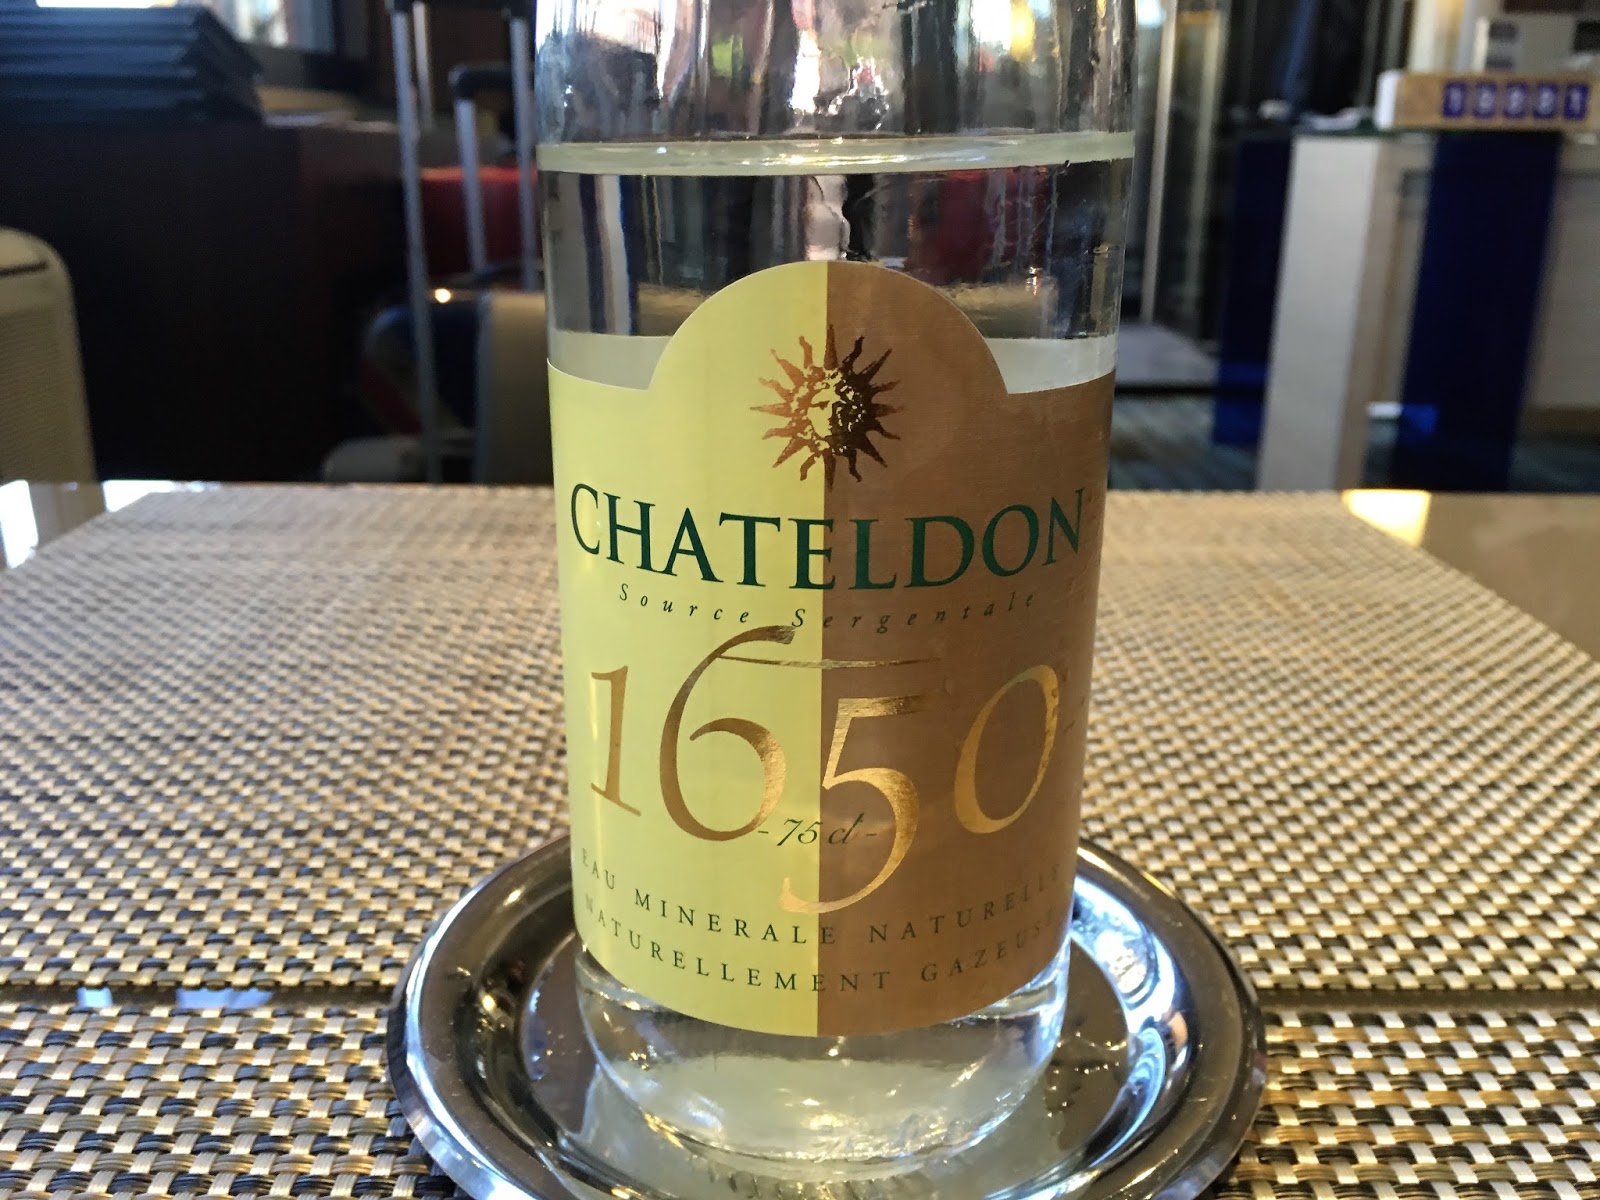 CHATELDON
Source Sergentale
1650
- 75 cl -
EAU MINERALE NATURELLE
NATURELLEMENT GAZEUSE